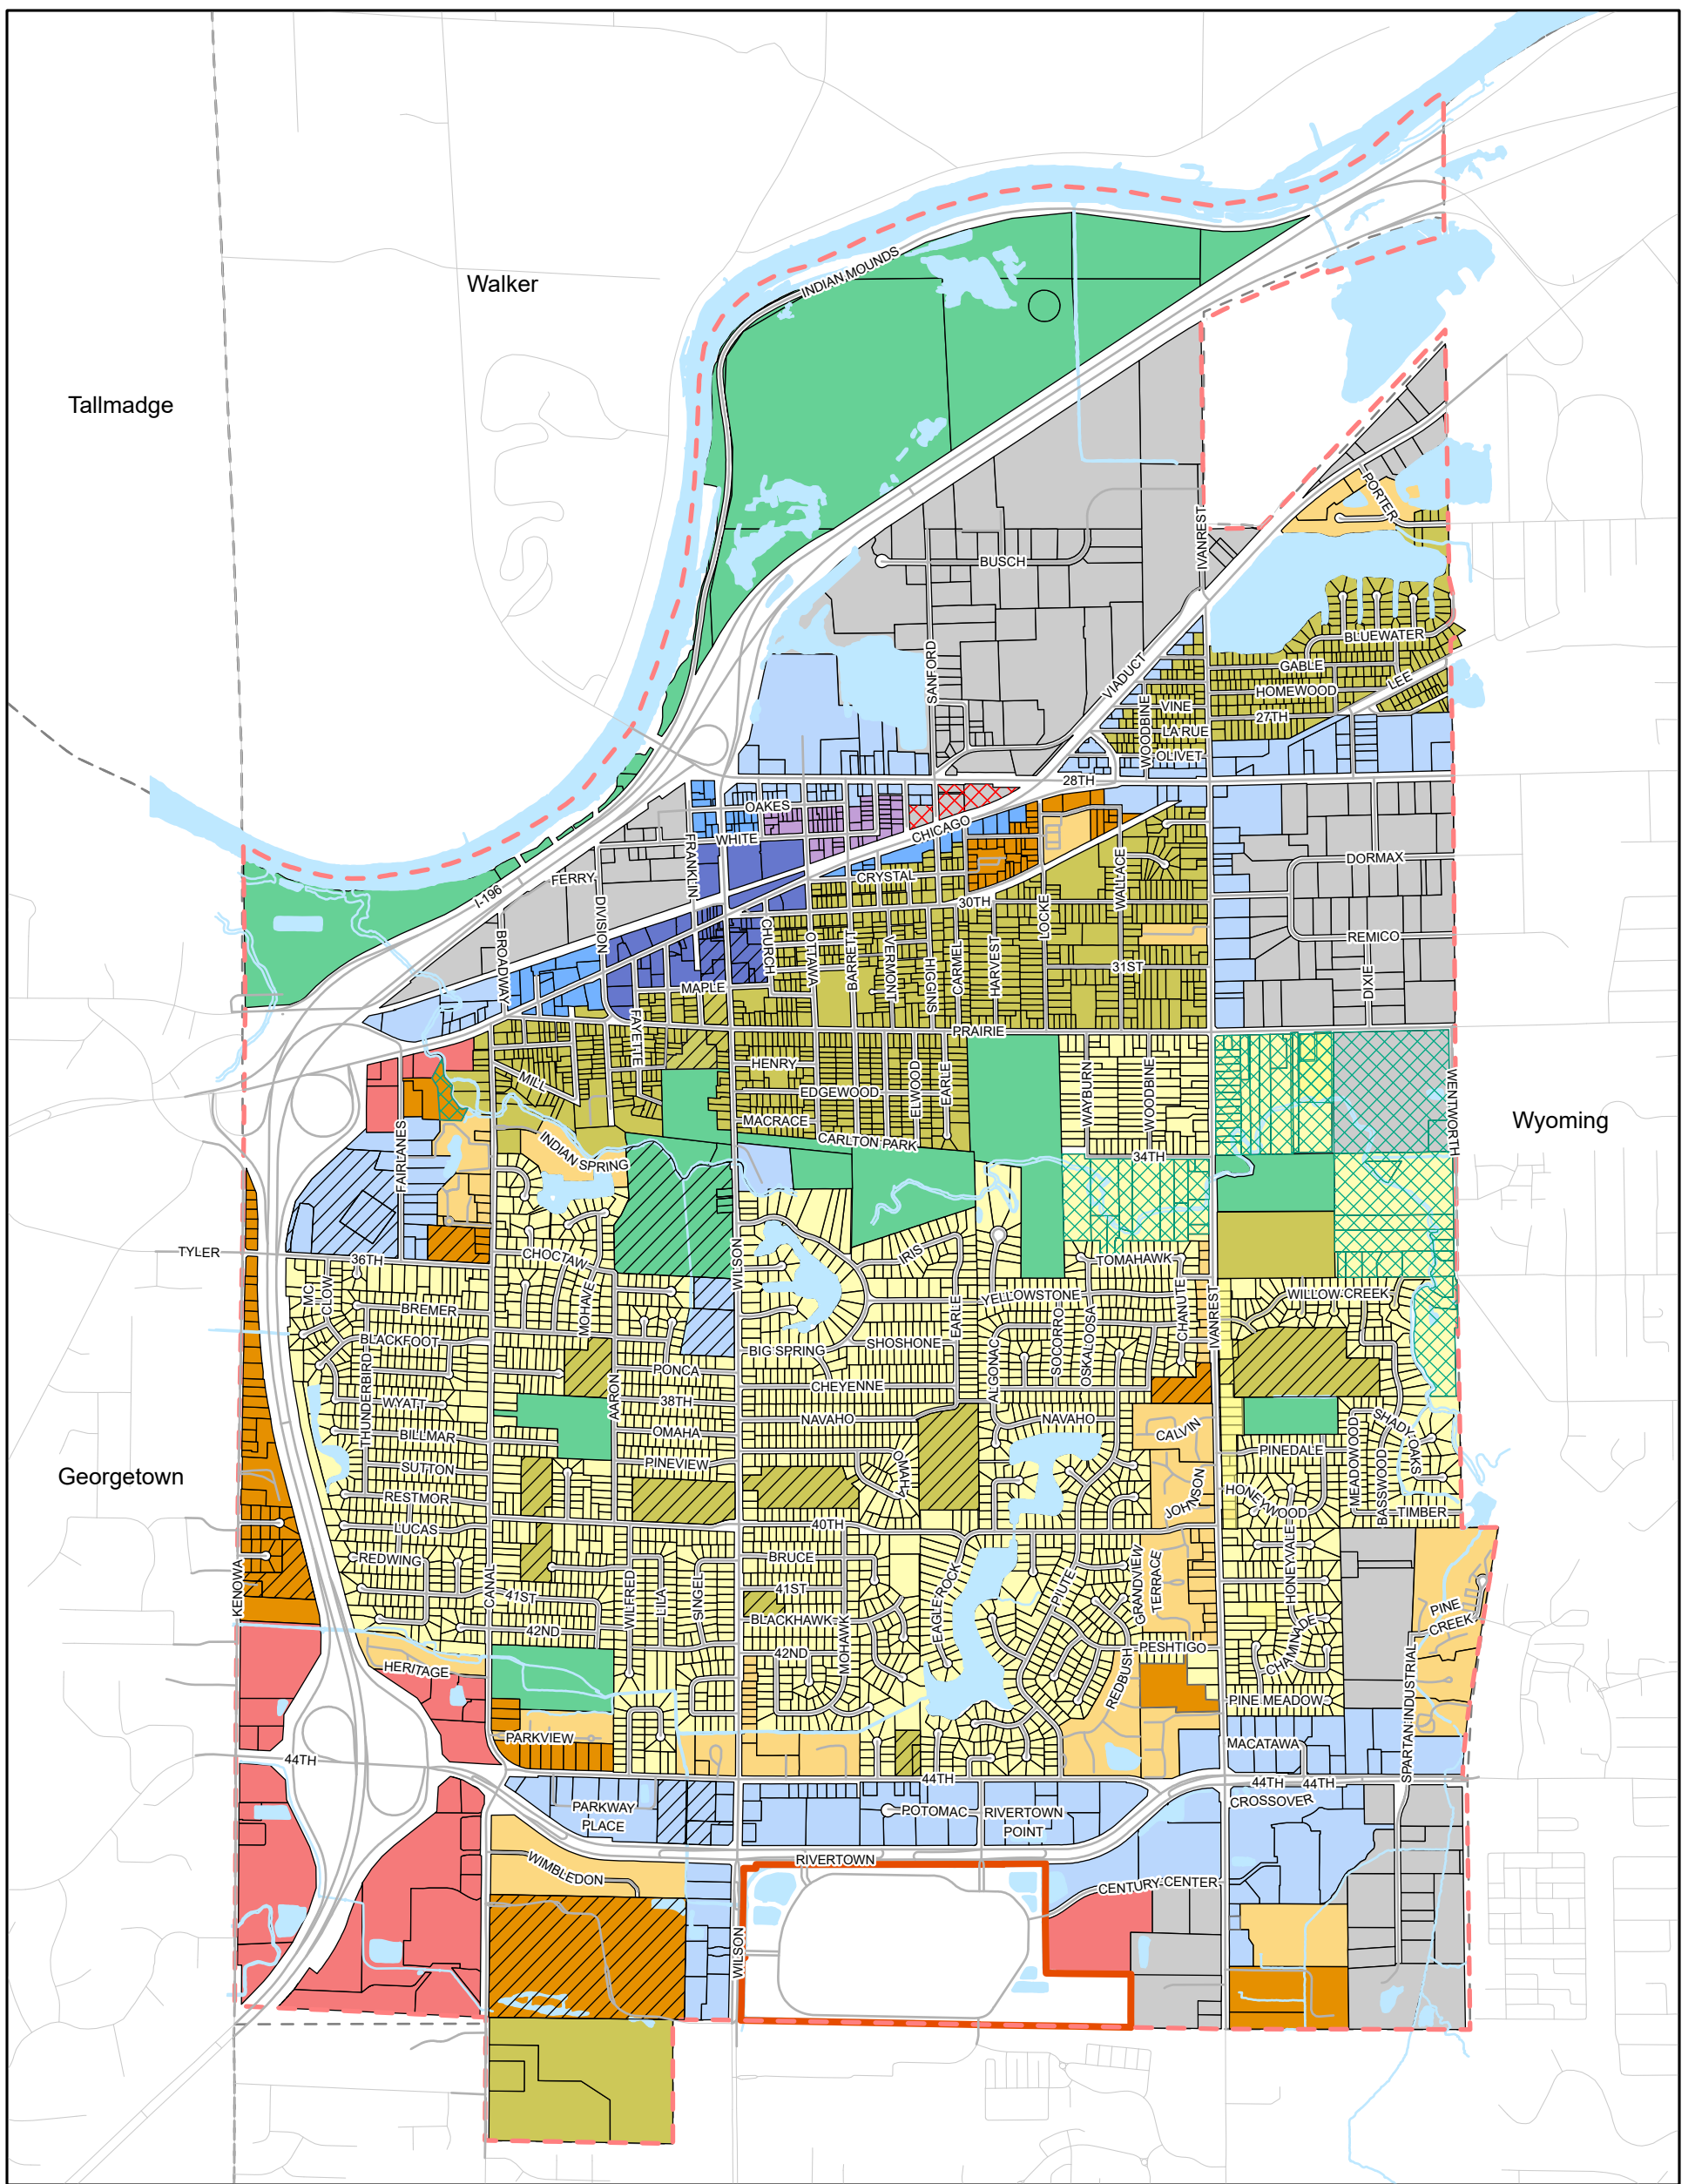 INDIAN MOUNDS
Walker
Tallmadge
PORTER
IVANREST
BUSCH
BLUEWATER
GABLE
LEE
HOMEWOOD
SANFORD
VIADUCT
WOODBINE
VINE
27TH
LA RUE
OLIVET
28TH
OAKES
CHICAGO
WHITE
FRANKLIN
DORMAX
CRYSTAL
FERRY
I-196
30TH
WALLACE
LOCKE
DIVISION
BROADWAY
CHURCH
OTTAWA
BARRETT
VERMONT
SNIGH
CARMEL
HARVEST
REMICO
31ST
DIXIE
MAPLE
FAYETTE
PRAIRIE
HENRY
MILL
EDGEWOOD
ELWOOD
EARLE
WAYBURN
WOODBINE
WENTWORTH
Wyoming
MACRACE
CARLTON PARK
FAIRLANES
INDIAN SPRING
34TH
TYLER
36TH
CHOCTAW
WILSON
IRIS
TOMAHAWK
MC CLOW
MOHAVE
BREMER
EARLE
YELLOWSTONE
CHANUTE
IVANREST
WILLOW CREEK
BLACKFOOT
THUNDERBIRD
BIG SPRING
SHOSHONE
ALGONAC
SOCORRO
OSKALOOSA
PONCA
CHEYENNE
WYATT
AARON
38TH
NAVAHO
NAVAHO
CALVIN
SHADY OAKS
BILLMAR
OMAHA
PINEDALE
MEADOWOOD
BASSWOOD
Georgetown
SUTTON
PINEVIEW
OMAHA
JOHNSON
HONEYWOOD
RESTMOR
TIMBER
LUCAS
40TH
REDWING
BRUCE
HONEYVALE
KENOWA
CANAL
41ST
WILFRED
LILA
SINGEL
41ST
EAGLE ROCK
PIUTE
GRANDVIEW
TERRACE
PINE CREEK
42ND
BLACKHAWK
MOHAWK
42ND
PESHTIGO
CHAMINADE
HERITAGE
REDBUSH
SPARTAN INDUSTRIAL
PINE MEADOW
PARKVIEW
MACATAWA
44TH
44TH
44TH
44TH
CROSSOVER
PARKWAY
PLACE
POTOMAC
RIVERTOWN
POINT
RIVERTOWN
WIMBLEDON
CENTURY CENTER
WILSON